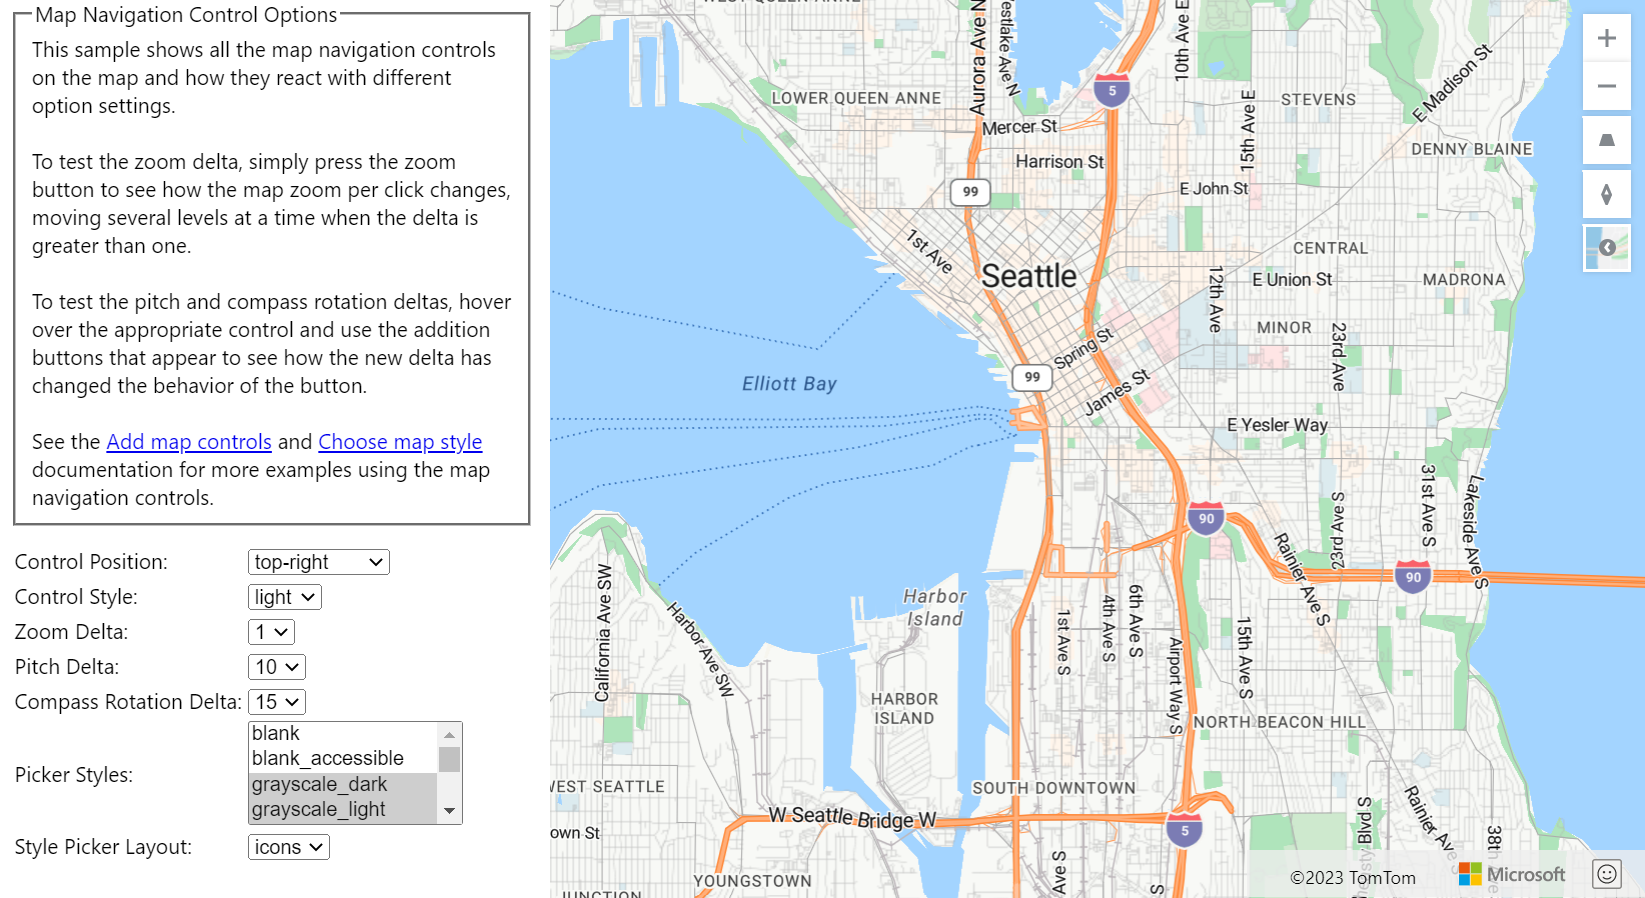 Map Navigation Control Options
This sample shows all the map navigation controls
on the map and how they react with different
option settings.
To test the zoom delta, simply press the zoom
button to see how the map zoom per click changes,
moving several levels at a time when the delta is
greater than one.
To test the pitch and compass rotation deltas, hover
over the appropriate control and use the addition
buttons that appear to see how the new delta has
changed the behavior of the button.
See the Add map controls and Choose map style
documentation for more examples using the map
navigation controls.
Control Position: top-right
Control Style: light
Zoom Delta: 1
Pitch Delta: 10
Compass Rotation Delta: 15
Picker Styles:
blank
blank_accessible
grayscale_dark
grayscale_light
Style Picker Layout: icons
Aurora Ave N
10th Ave E
5
LOWER QUEEN ANNE
STEVENS
E Madison St
Mercer St
15th Ave E
DENNY BLAINE
Harrison St
99
E John St
1st Ave
CENTRAL
Seattle
12th Ave
E Union St
MADRONA
MINOR
23rd Ave
Spring St
99
Elliott Bay
James St
E Yesler Way
31st Ave S
Lakeside Ave S
90
23rd Ave S
Rainier Ave S
90
California Ave SW
Harbor Ave SW
Harbor
Island
1st Ave S
4th Ave S
6th Ave S
Airport Way S
15th Ave S
HARBOR
ISLAND
NORTH BEACON HILL
SOUTH DOWNTOWN
W Seattle Bridge W
5
Rainier Av
38th
own St
Ave S
S
YOUNGSTOWN
©2023 TomTom
Microsoft